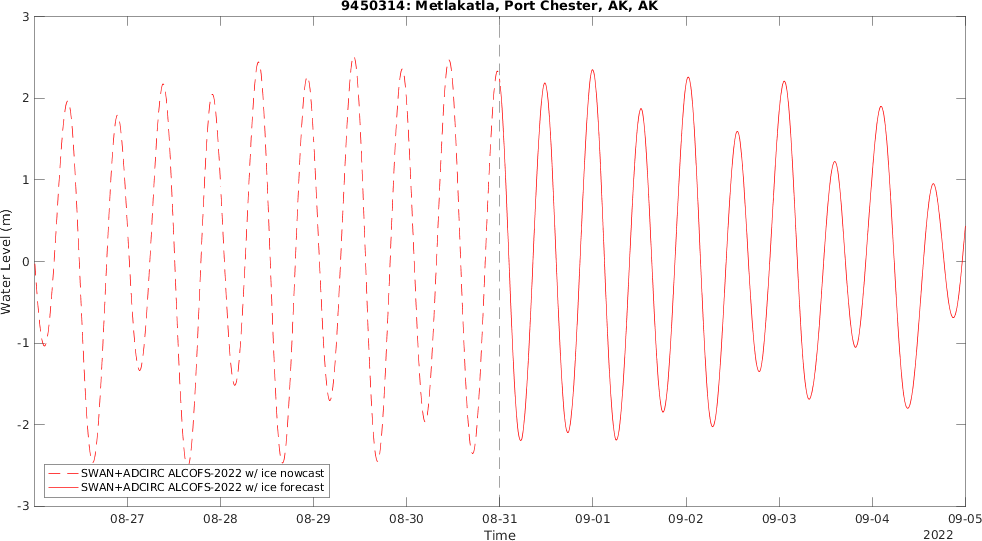 9450314: Metlakatla, Port Chester, AK, AK
3
2
1
0
-1
-2
-3
Water Level (m)
SWAN+ADCIRC ALCOFS-2022 w/ ice nowcast
SWAN+ADCIRC ALCOFS-2022 w/ ice forecast
08-27 08-28 08-29 08-30 08-31 09-01 09-02 09-03 09-04 09-05
Time
2022